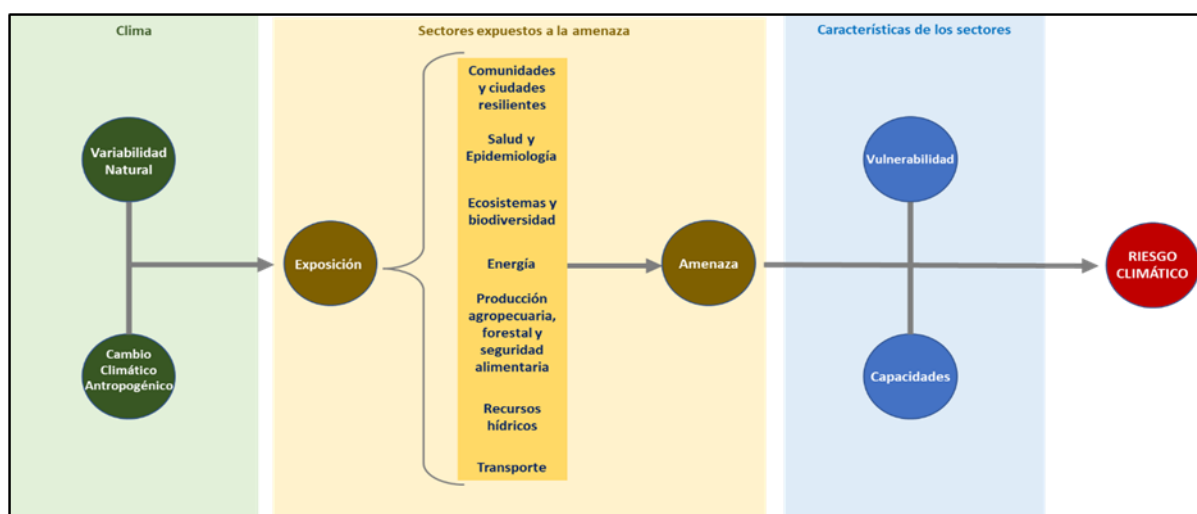 Clima
Variabilidad
Natural
Cambio
Climático
Antropogénico
Sectores expuestos a la amenaza
Exposición
Comunidades
y ciudades
resilientes
Salud y
Epidemiología
Ecosistemas y
biodiversidad
Energía
Producción
agropecuaria,
forestal y
seguridad
alimentaria
Recursos
hídricos
Transporte
Amenaza
Características de los sectores
Vulnerabilidad
Capacidades
RIESGO
CLIMÁTICO